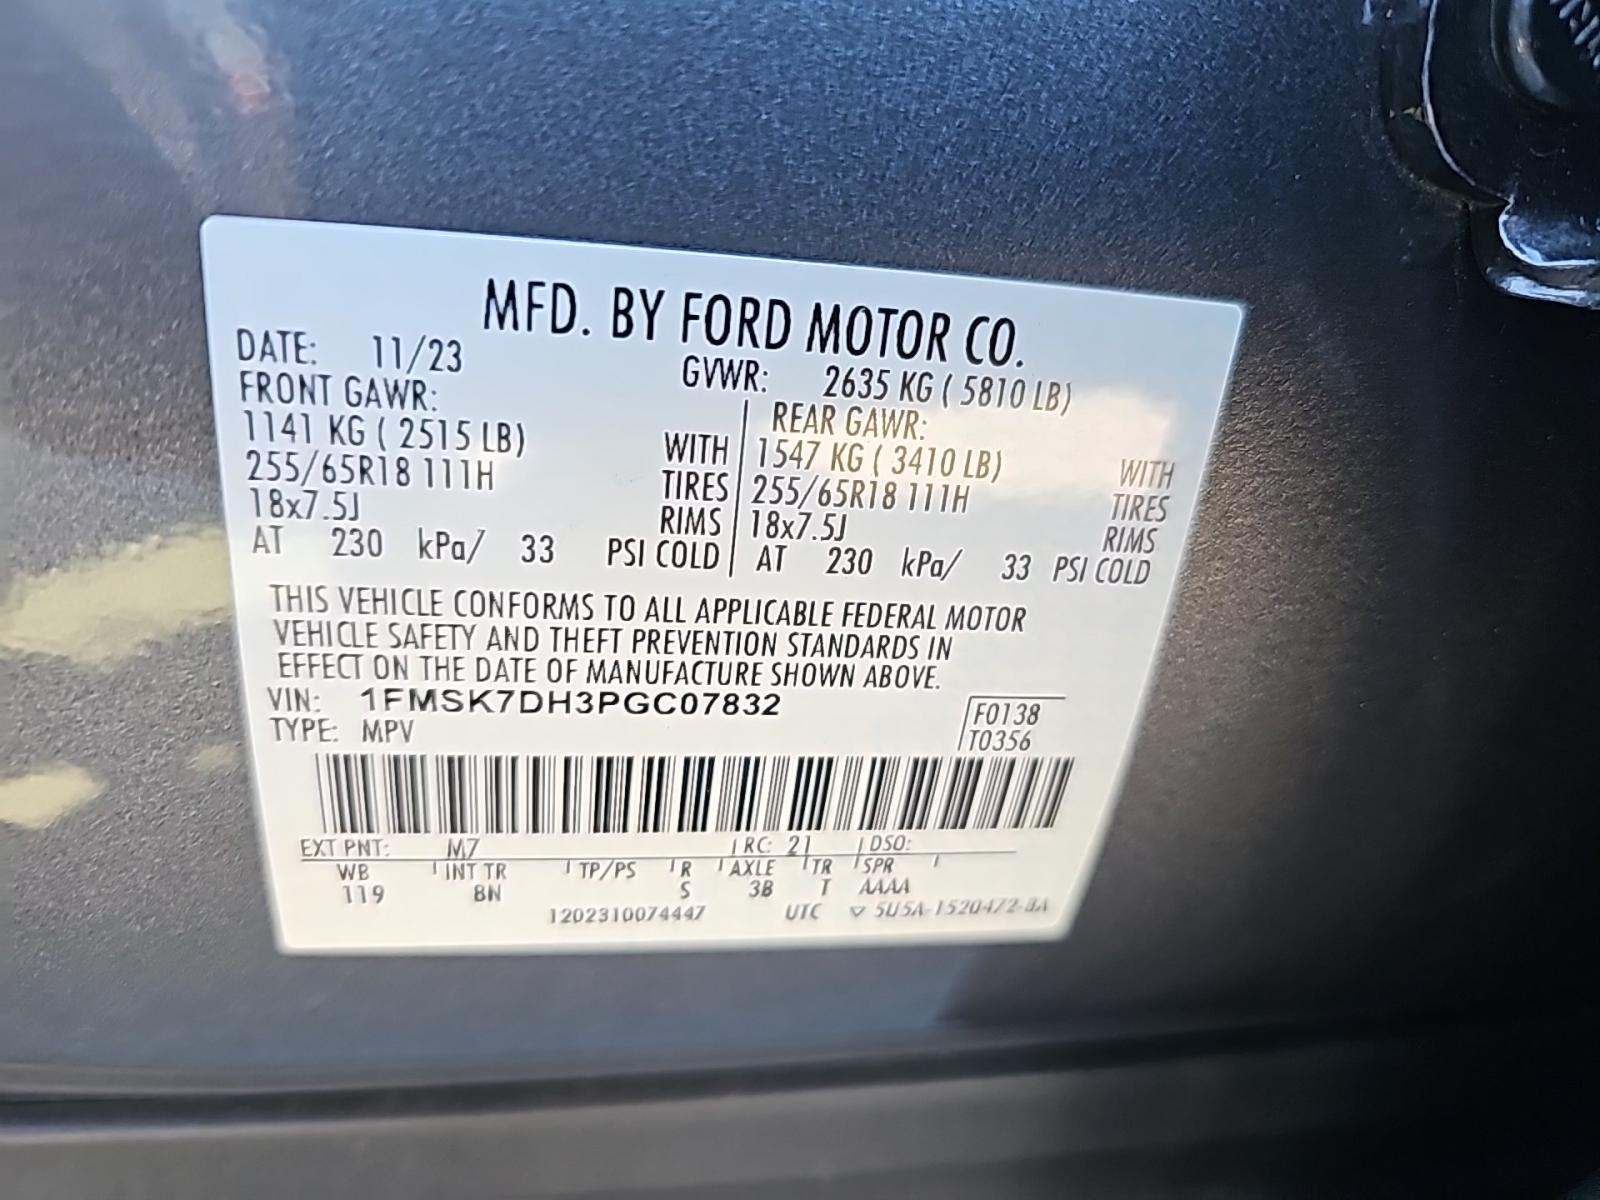 MFD. BY FORD MOTOR CO.
DATE: 11/23 GVWR: 2635 KG ( 5810 LB)
FRONT GAWR: REAR GAWR:
1141 KG ( 2515 LB) WITH 1547 KG ( 3410 LB) WITH
255/65R18 111H TIRES 255/65R18 111H TIRES
18x7.5J RIMS 18x7.5J RIMS
AT 230 kPa/ 33 PSI COLD AT 230 kPa/ 33 PSI COLD
THIS VEHICLE CONFORMS TO ALL APPLICABLE FEDERAL MOTOR
VEHICLE SAFETY AND THEFT PREVENTION STANDARDS IN
EFFECT ON THE DATE OF MANUFACTURE SHOWN ABOVE.
VIN: 1FMSK7DH3PGC07832
TYPE: MPV F0138
T0356
EXT PNT: M7 RC: 21 DSO:
WB INT TR TP/PS R AXLE TR SPR
119 8N S 3B T AAAA
1202310074447 UTC ▽ 5U5A-1520472-BA